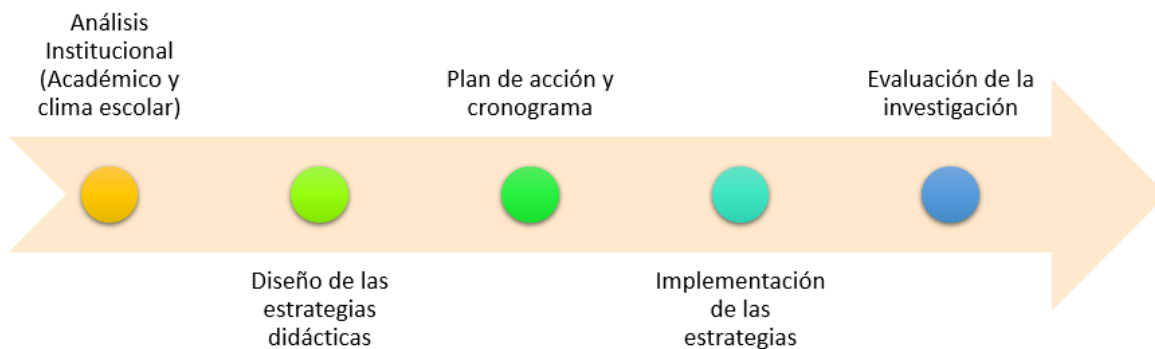 Análisis
Institucional
(Académico y
clima escolar)
Diseño de las
estrategias
didácticas
Plan de acción y
cronograma
Implementación
de las
estrategias
Evaluación de la
investigación